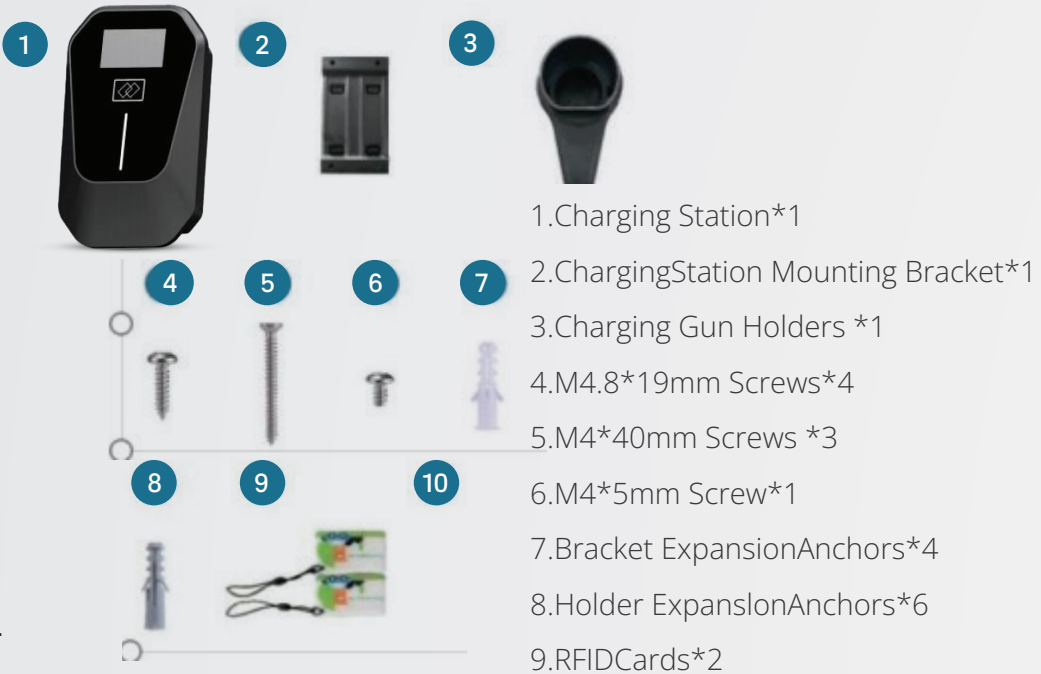 1
2
3
1.Charging Station*1
2.ChargingStation Mounting Bracket*1
4
5
6
7
3.Charging Gun Holders *1
4.M4.8*19mm Screws*4
5.M4*40mm Screws *3
8
9
10
6.M4*5mm Screw*1
7.Bracket ExpansionAnchors*4
8.Holder ExpanslonAnchors*6
9.RFIDCards*2